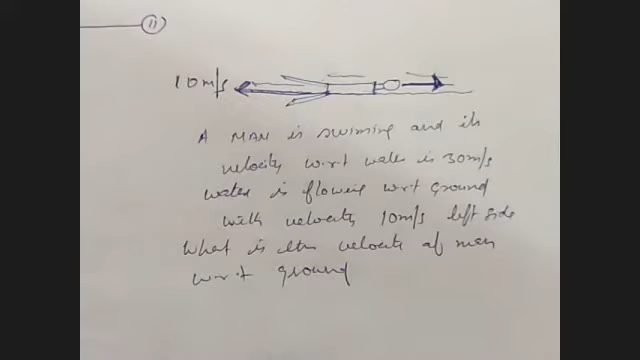 11
10m/s
A MAN is swimming and its
velocity w.r.t water is 30m/s
water is flowing wrt ground
with velocity 10m/s left side
What is the velocity of man
w.r.t ground